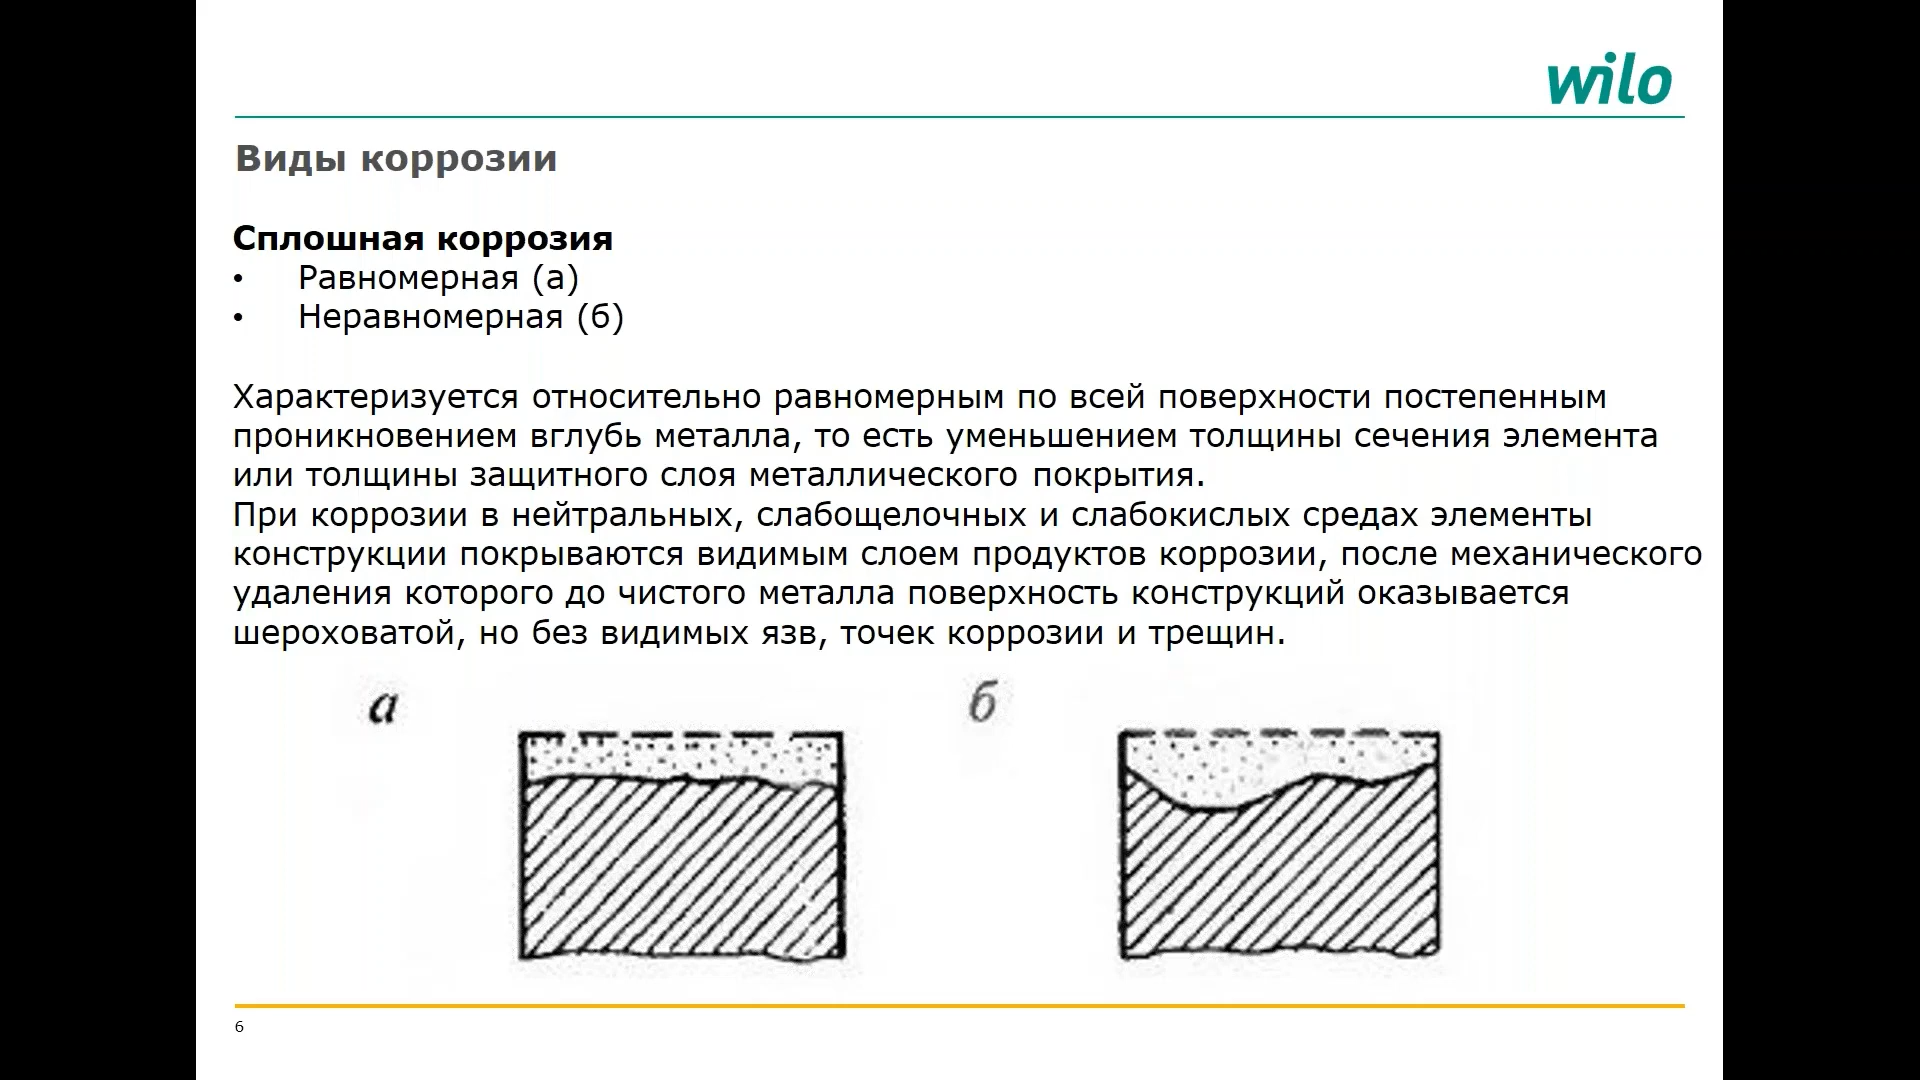 wilo
Виды коррозии
Сплошная коррозия
• Равномерная (а)
• Неравномерная (б)
Характеризуется относительно равномерным по всей поверхности постепенным
проникновением вглубь металла, то есть уменьшением толщины сечения элемента
или толщины защитного слоя металлического покрытия.
При коррозии в нейтральных, слабощелочных и слабокислых средах элементы
конструкции покрываются видимым слоем продуктов коррозии, после механического
удаления которого до чистого металла поверхность конструкций оказывается
шероховатой, но без видимых язв, точек коррозии и трещин.
а б
6